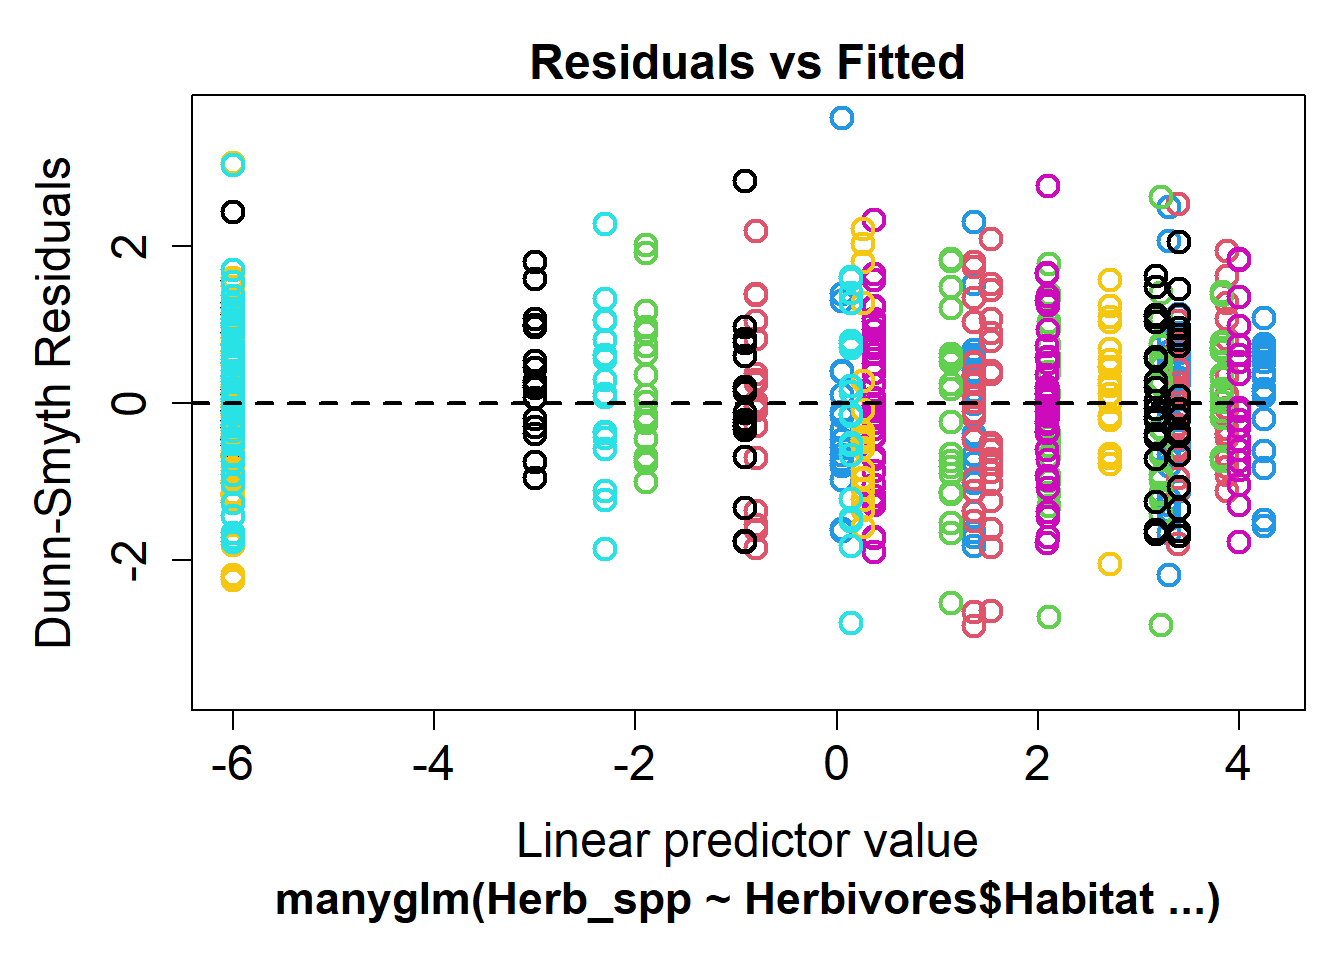 Residuals vs Fitted
Dunn-Smyth Residuals
2
0
-2
-6 -4 -2 0 2 4
Linear predictor value
manyglm(Herb_spp ~ Herbivores$Habitat ...)